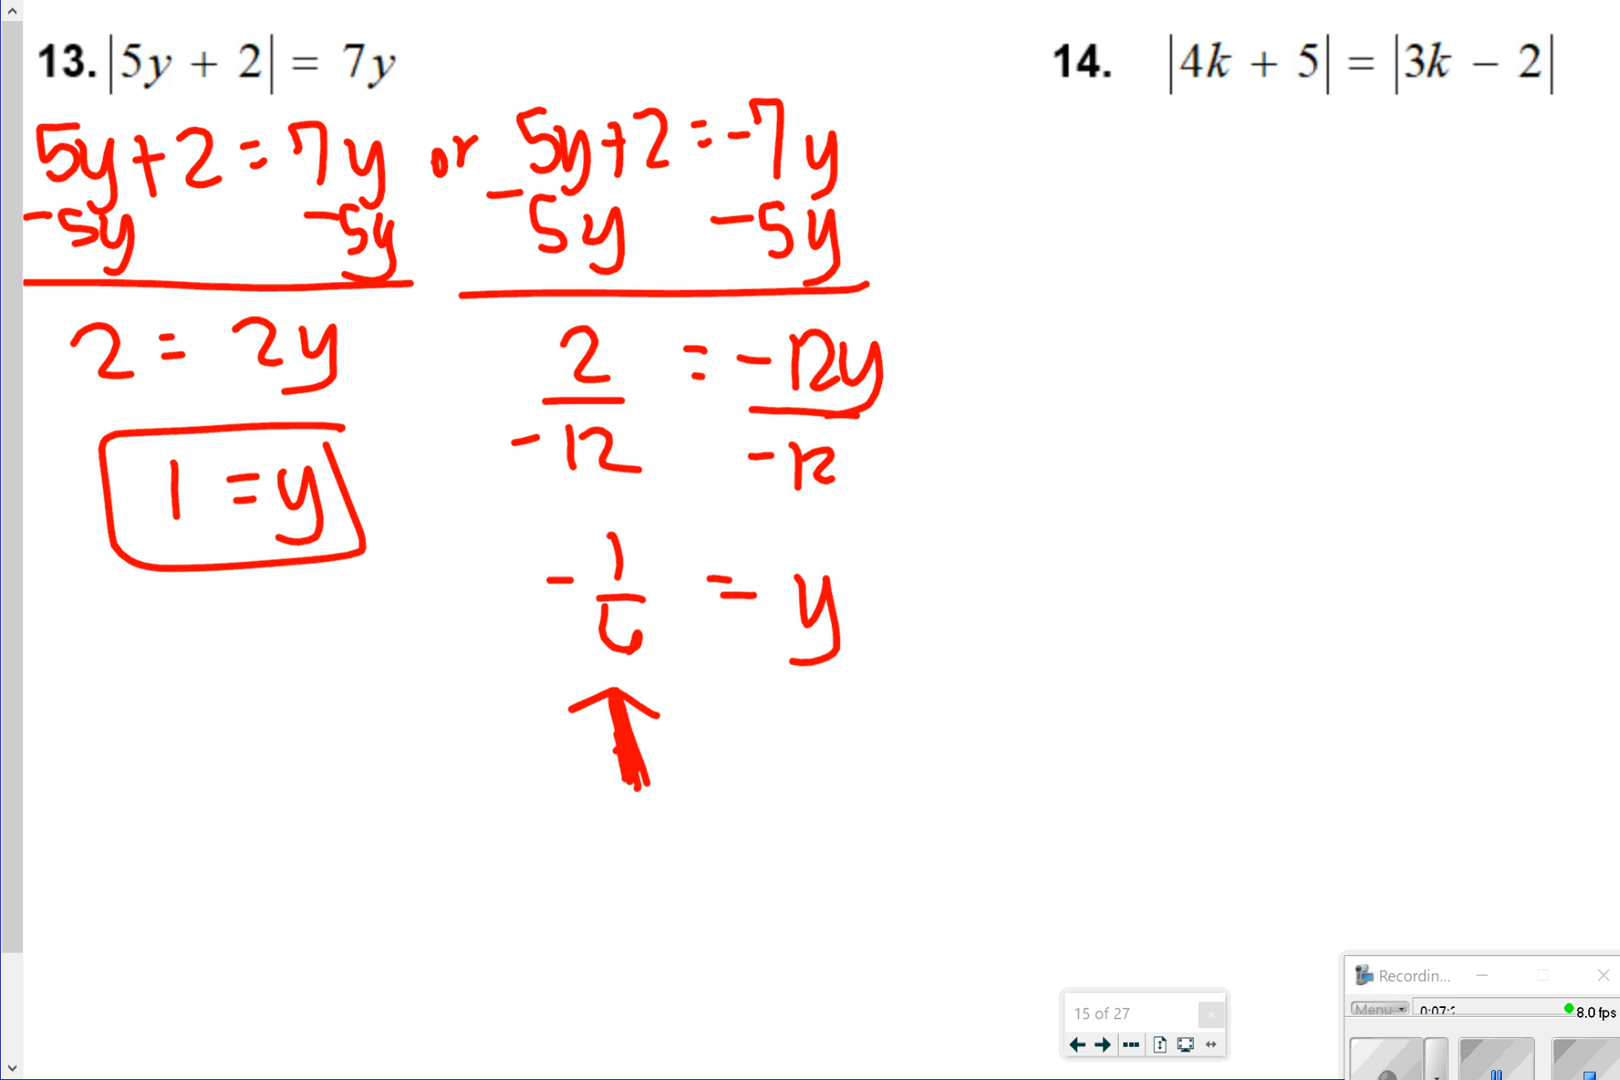 13. |5y + 2| = 7y
5y+2=7y or 5y+2=-7y
-5y -5y
2 = 2y
1 = y
-5y -5y
2 = -12y
-12 -12
- 1/6 = y
14. |4k + 5| = |3k − 2|
15 of 27
Recordin...
Menu
8.0 fps